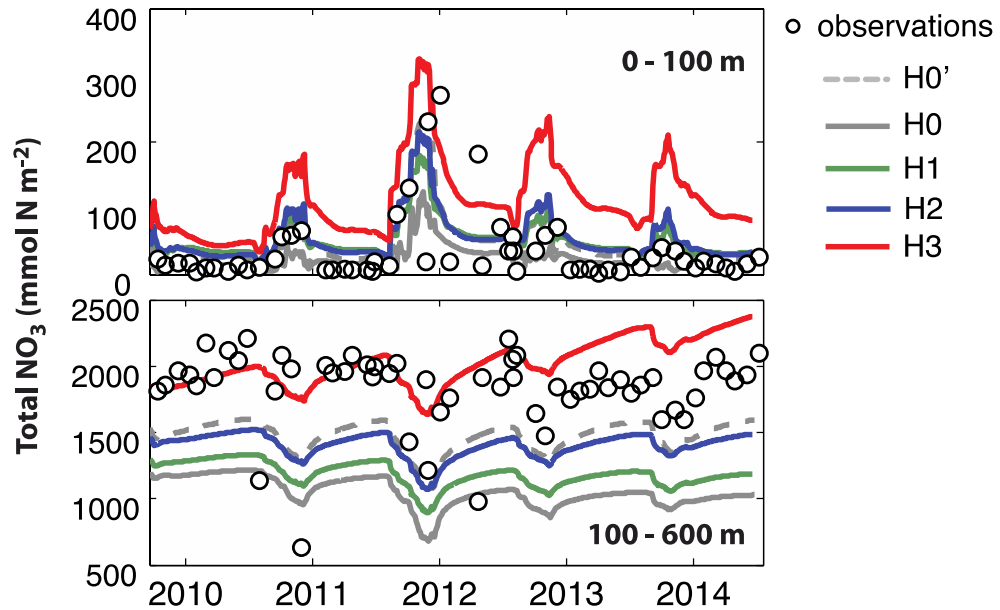 400
300
200
100
0
0 - 100 m
observations
H0'
H0
H1
H2
H3
Total NO3 (mmol N m-2)
2500
2000
1500
1000
500
100 - 600 m
2010 2011 2012 2013 2014